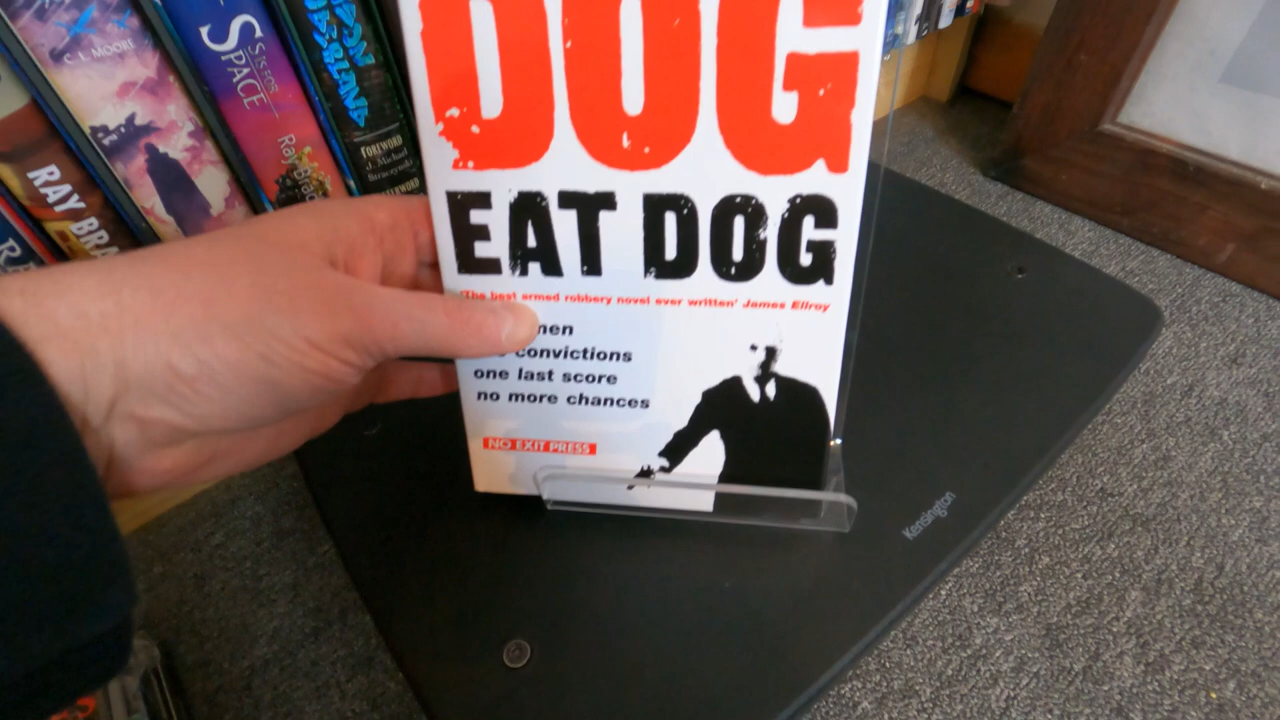 DOG
EAT DOG
'The best armed robbery novel ever written' James Ellroy
men
convictions
one last score
no more chances
NO EXIT PRESS
Kensington
C. L. MOORE
S IS FOR
SPACE
Ray
FOREWORD
J. Michael
Straczynski
RAY BRA